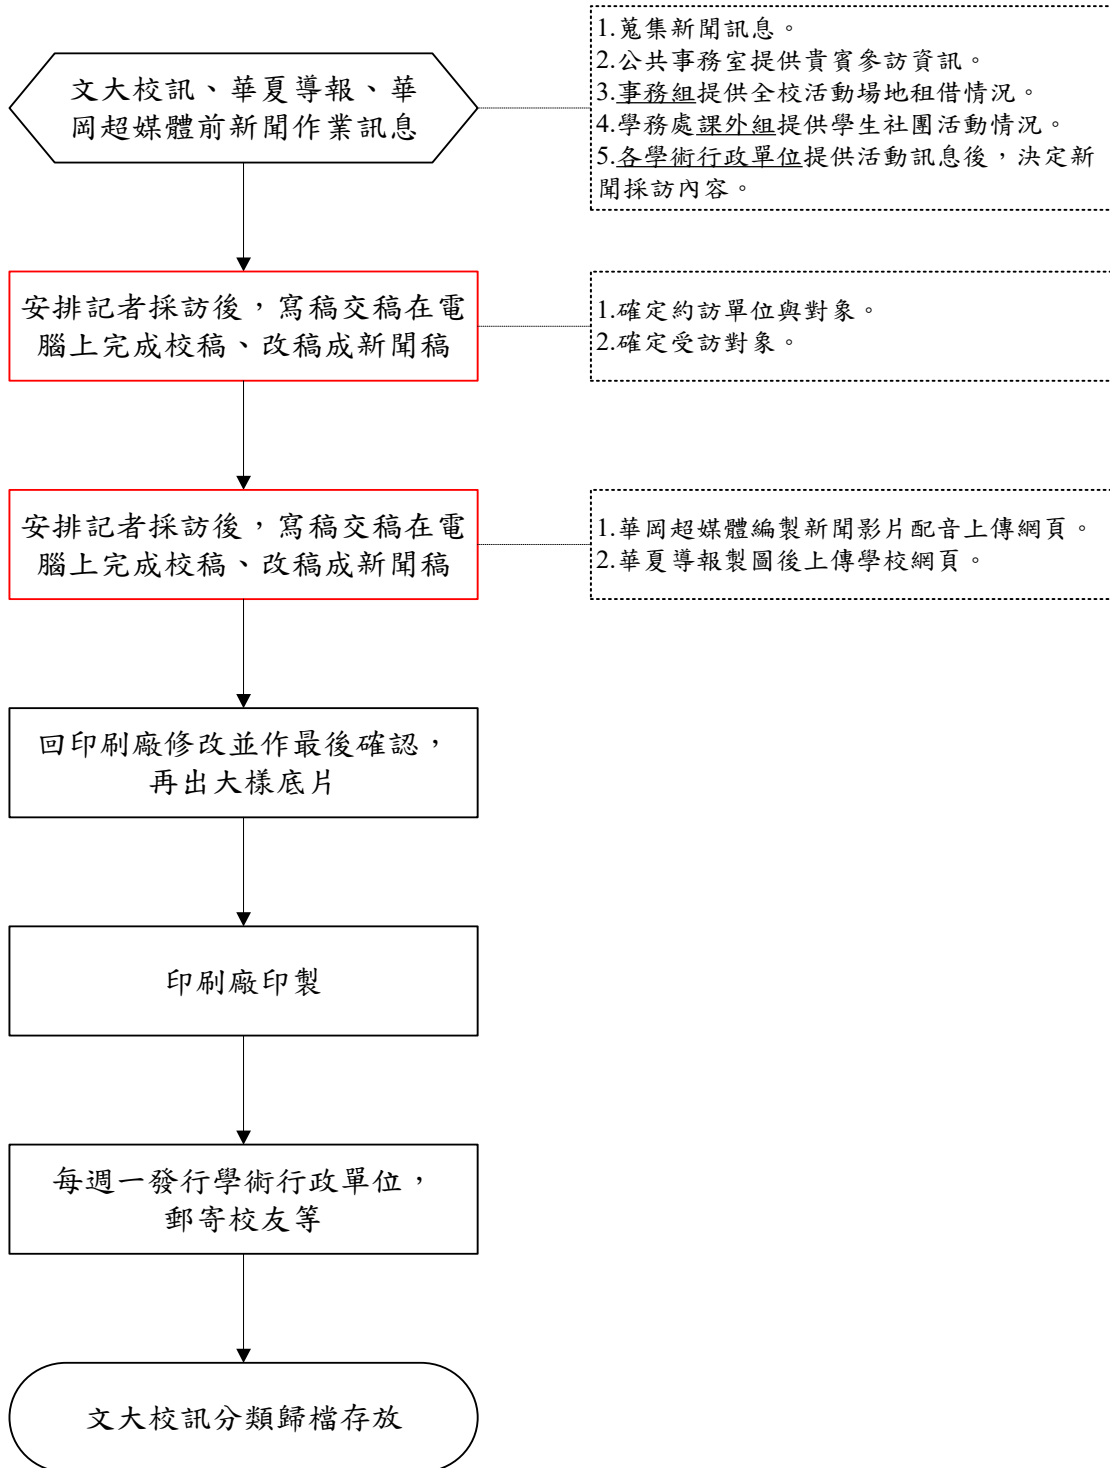 文大校訊、華夏導報、華
岡超媒體前新聞作業訊息
1.蒐集新聞訊息。
2.公共事務室提供貴賓參訪資訊。
3.事務組提供全校活動場地租借情況。
4.學務處課外組提供學生社團活動情況。
5.各學術行政單位提供活動訊息後，決定新
聞採訪內容。
安排記者採訪後，寫稿交稿在電
腦上完成校稿、改稿成新聞稿
1.確定約訪單位與對象。
2.確定受訪對象。
安排記者採訪後，寫稿交稿在電
腦上完成校稿、改稿成新聞稿
1.華岡超媒體編製新聞影片配音上傳網頁。
2.華夏導報製圖後上傳學校網頁。
回印刷廠修改並作最後確認，
再出大樣底片
印刷廠印製
每週一發行學術行政單位，
郵寄校友等
文大校訊分類歸檔存放